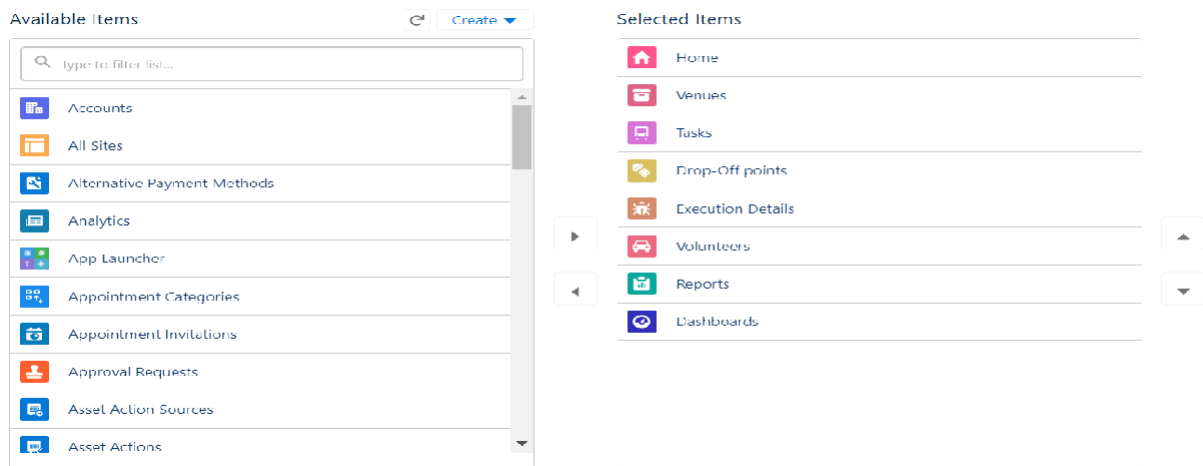 Available Items
Create
Type to filter list...
Accounts
All Sites
Alternative Payment Methods
Analytics
App Launcher
Appointment Categories
Appointment Invitations
Approval Requests
Asset Action Sources
Asset Actions
Selected Items
Home
Venues
Tasks
Drop-Off points
Execution Details
Volunteers
Reports
Dashboards